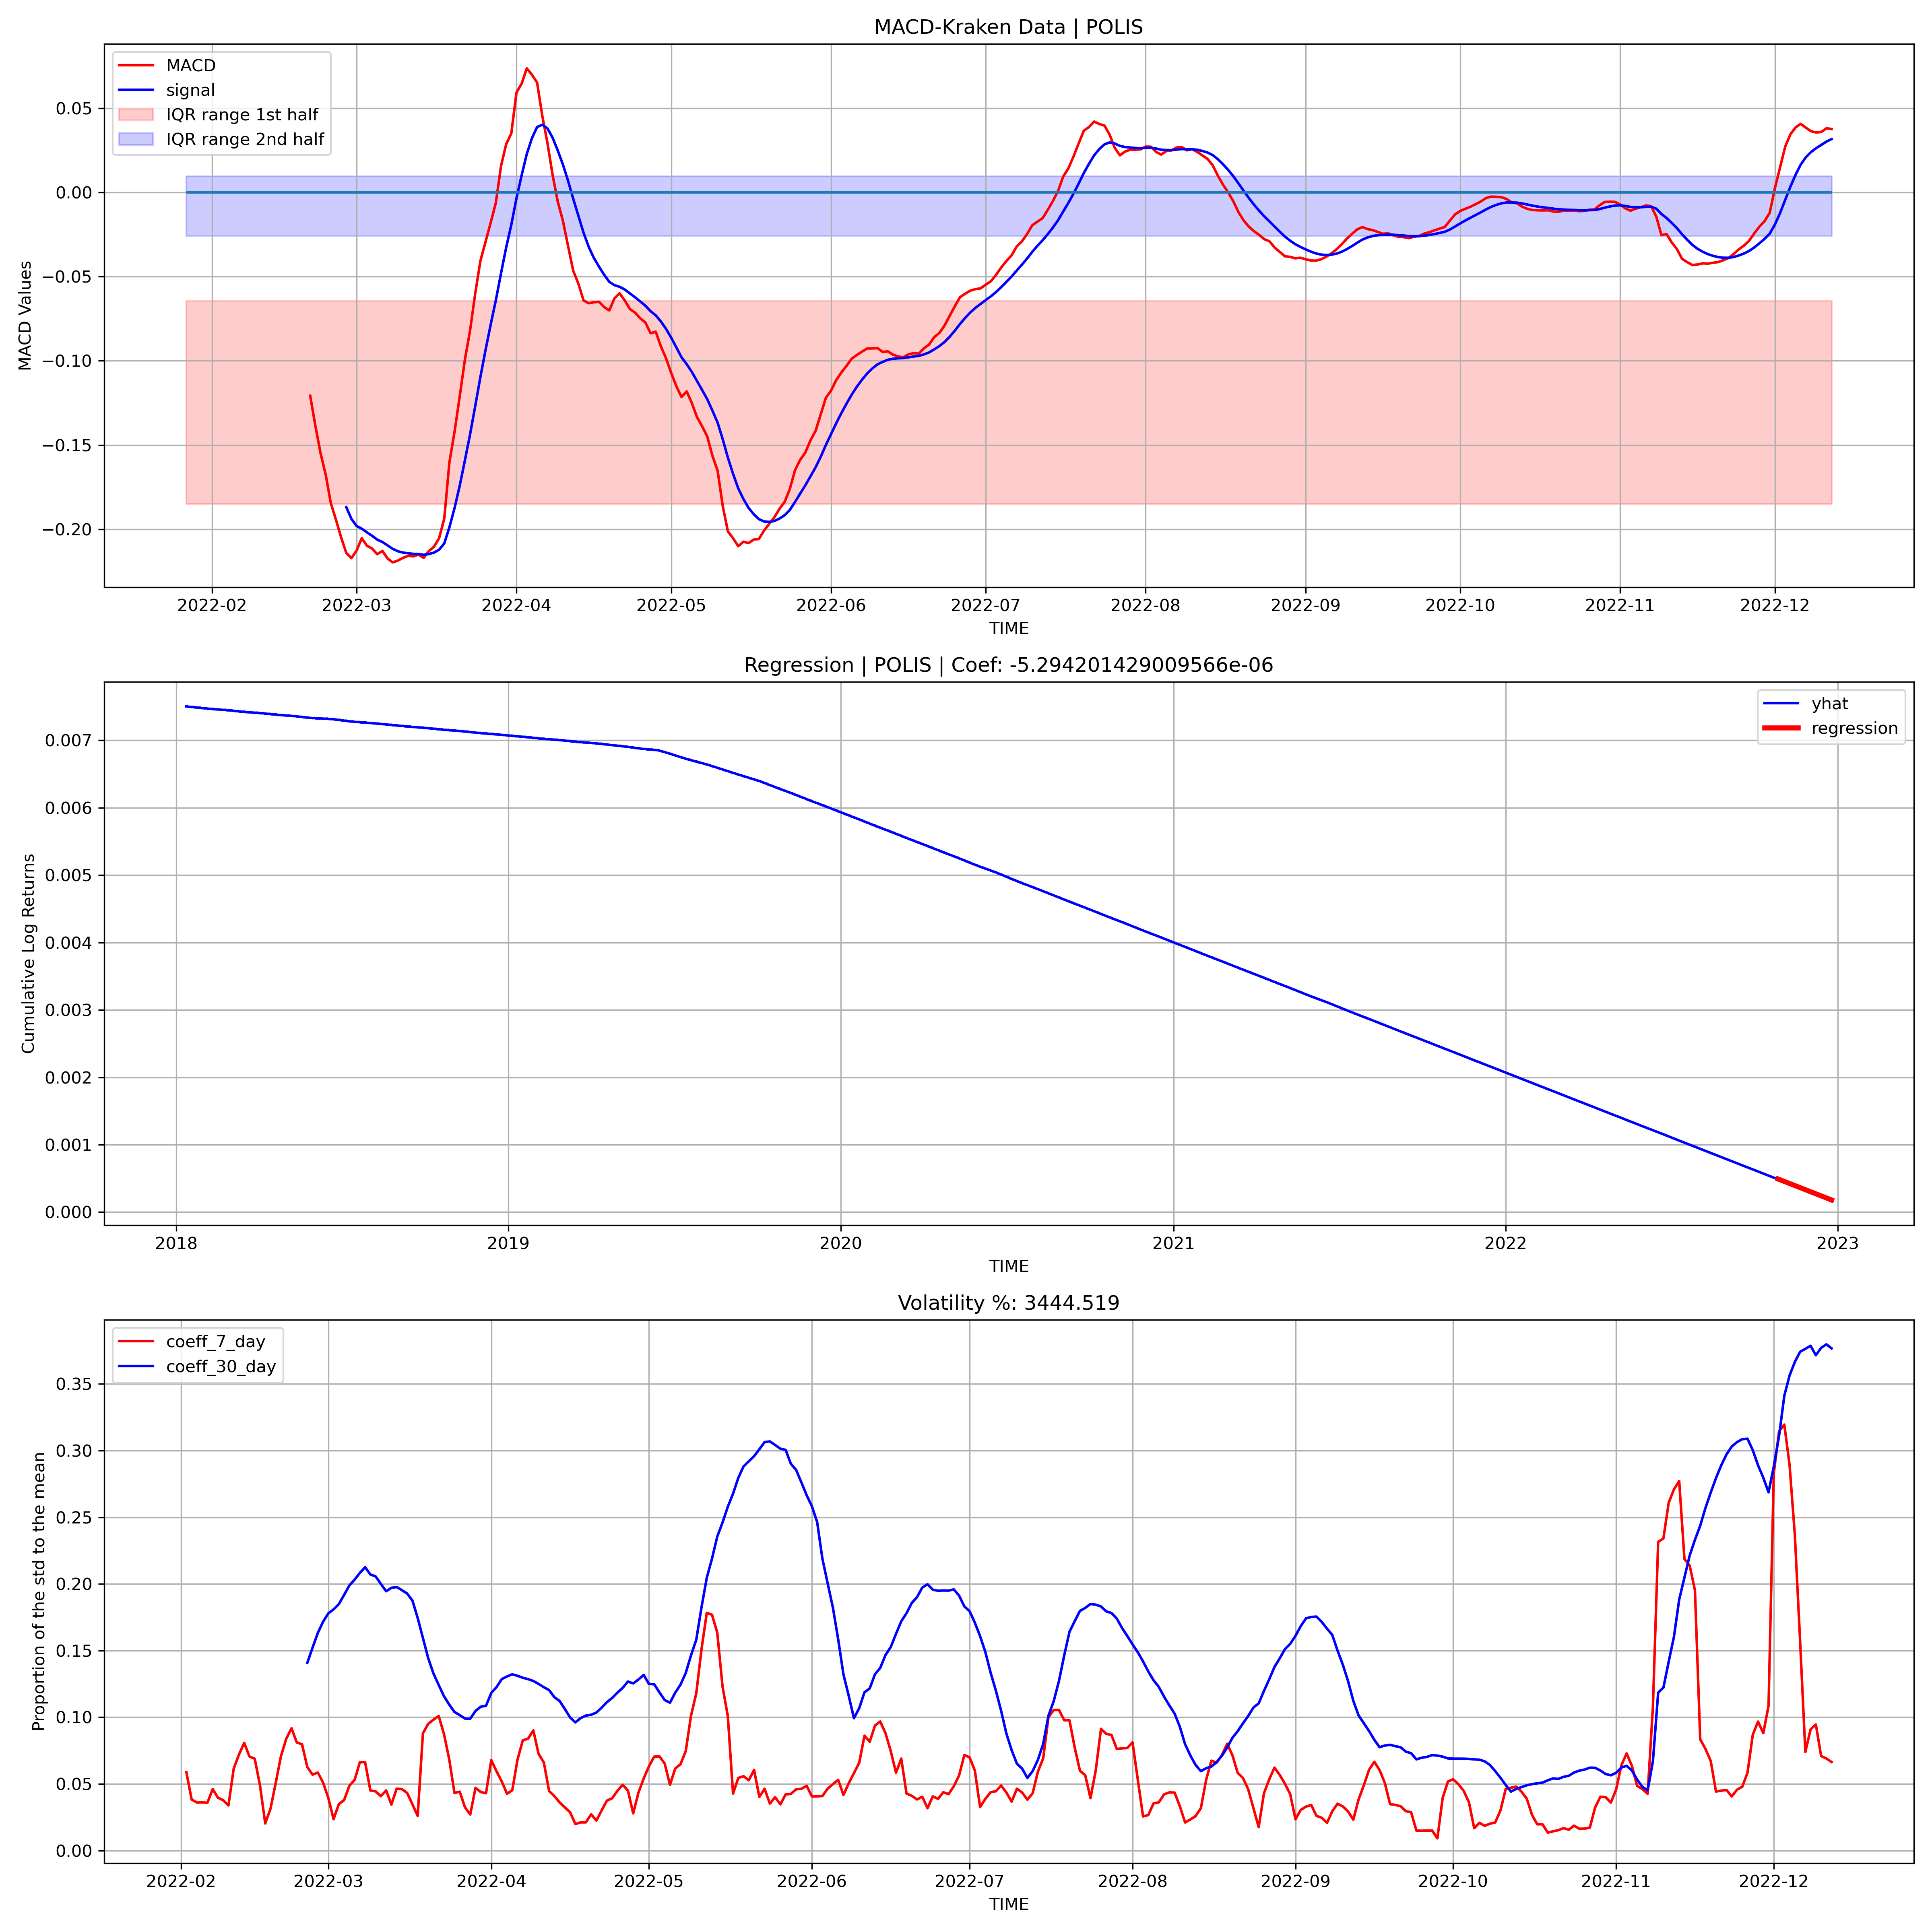 MACD-Kraken Data | POLIS
MACD
signal
IQR range 1st half
IQR range 2nd half
MACD Values
0.05
0.00
−0.05
−0.10
−0.15
−0.20
2022-02 2022-03 2022-04 2022-05 2022-06 2022-07 2022-08 2022-09 2022-10 2022-11 2022-12
TIME
Regression | POLIS | Coef: -5.294201429009566e-06
yhat
regression
Cumulative Log Returns
0.007
0.006
0.005
0.004
0.003
0.002
0.001
0.000
2018 2019 2020 2021 2022 2023
TIME
Volatility %: 3444.519
coeff_7_day
coeff_30_day
Proportion of the std to the mean
0.35
0.30
0.25
0.20
0.15
0.10
0.05
0.00
2022-02 2022-03 2022-04 2022-05 2022-06 2022-07 2022-08 2022-09 2022-10 2022-11 2022-12
TIME